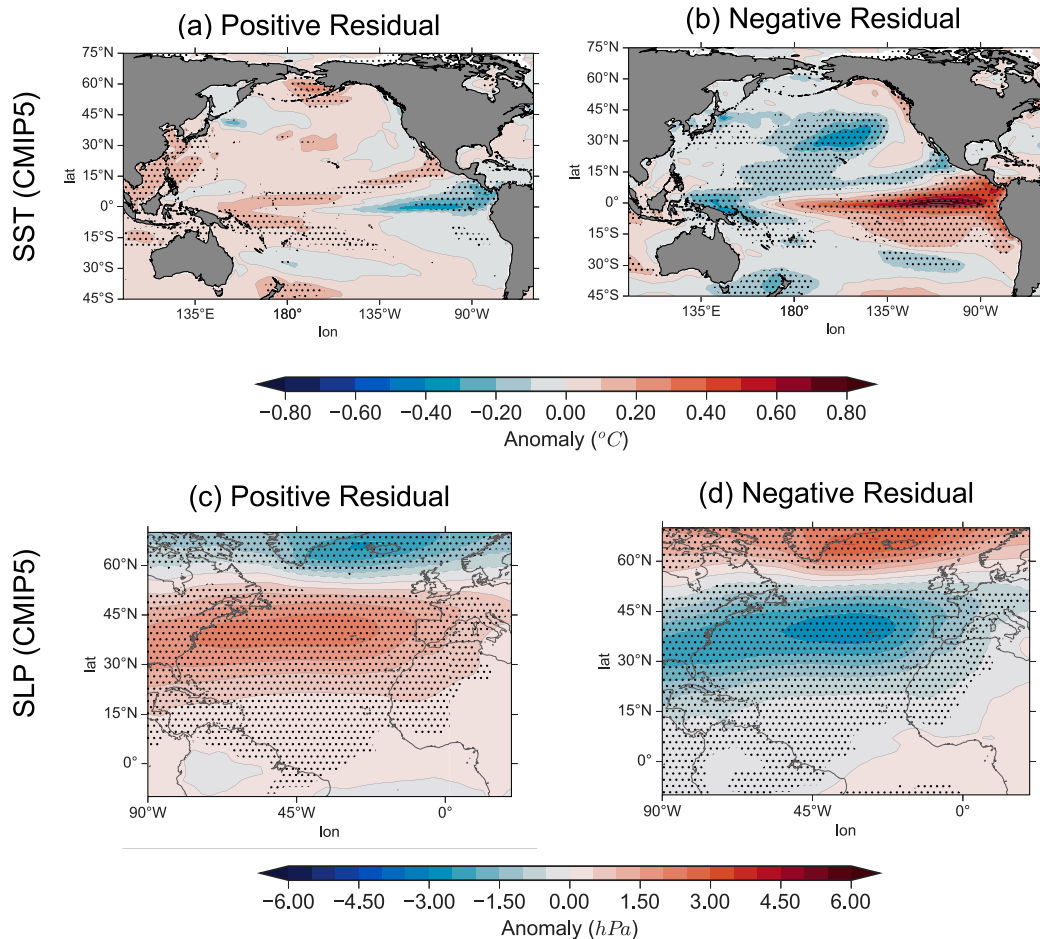 (a) Positive Residual
(b) Negative Residual
SST (CMIP5)
75°N
60°N
45°N
30°N
15°N
0°
15°S
30°S
45°S
lat
135°E
180°
135°W
90°W
lon
75°N
60°N
45°N
30°N
15°N
0°
15°S
30°S
45°S
lat
135°E
180°
135°W
90°W
lon
−0.80
−0.60
−0.40
−0.20
0.00
0.20
0.40
0.60
0.80
Anomaly (°C)
(c) Positive Residual
(d) Negative Residual
SLP (CMIP5)
60°N
45°N
30°N
15°N
0°
lat
90°W
45°W
0°
lon
60°N
45°N
30°N
15°N
0°
lat
90°W
45°W
0°
lon
−6.00
−4.50
−3.00
−1.50
0.00
1.50
3.00
4.50
6.00
Anomaly (hPa)